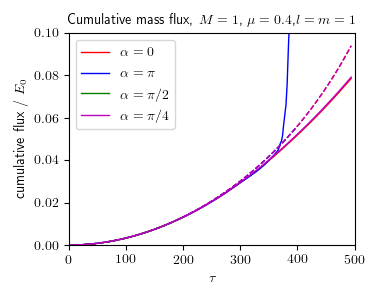 Cumulative mass flux, M = 1, μ = 0.4,l = m = 1
cumulative flux / E₀
0.10
0.08
0.06
0.04
0.02
0.00
α = 0
α = π
α = π/2
α = π/4
0 100 200 300 400 500
τ